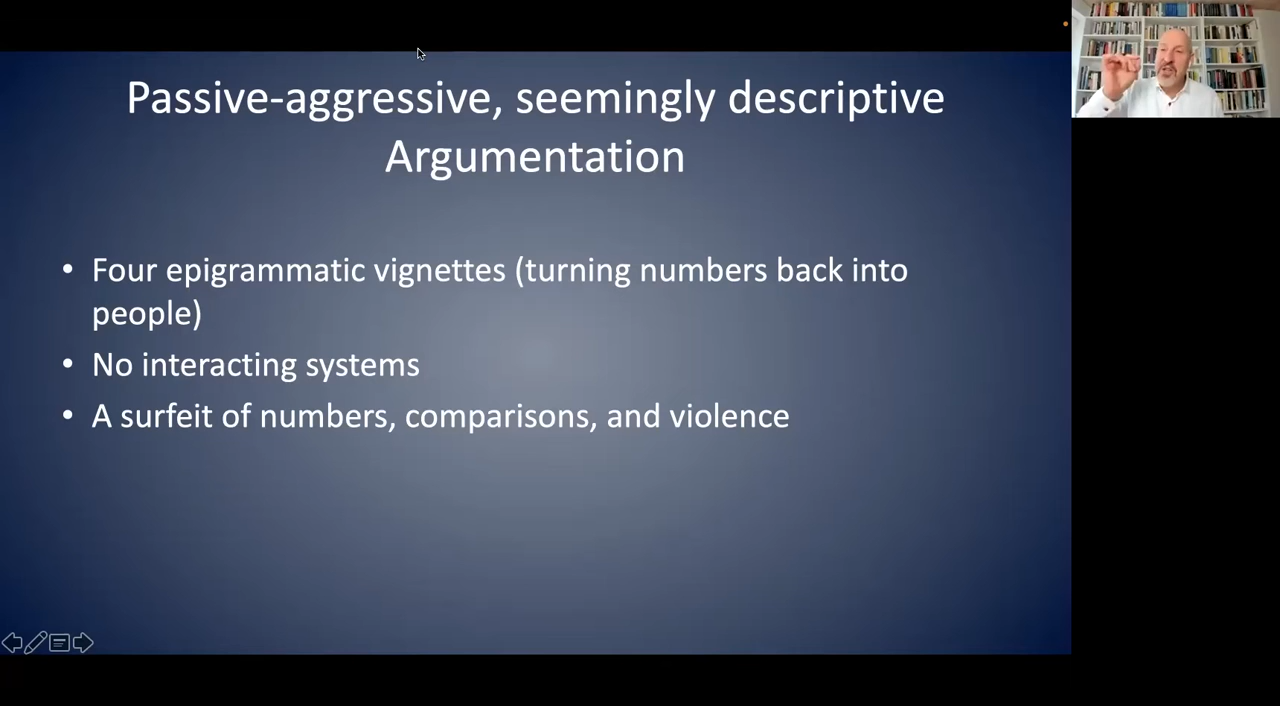 Passive-aggressive, seemingly descriptive
Argumentation
• Four epigrammatic vignettes (turning numbers back into
people)
• No interacting systems
• A surfeit of numbers, comparisons, and violence